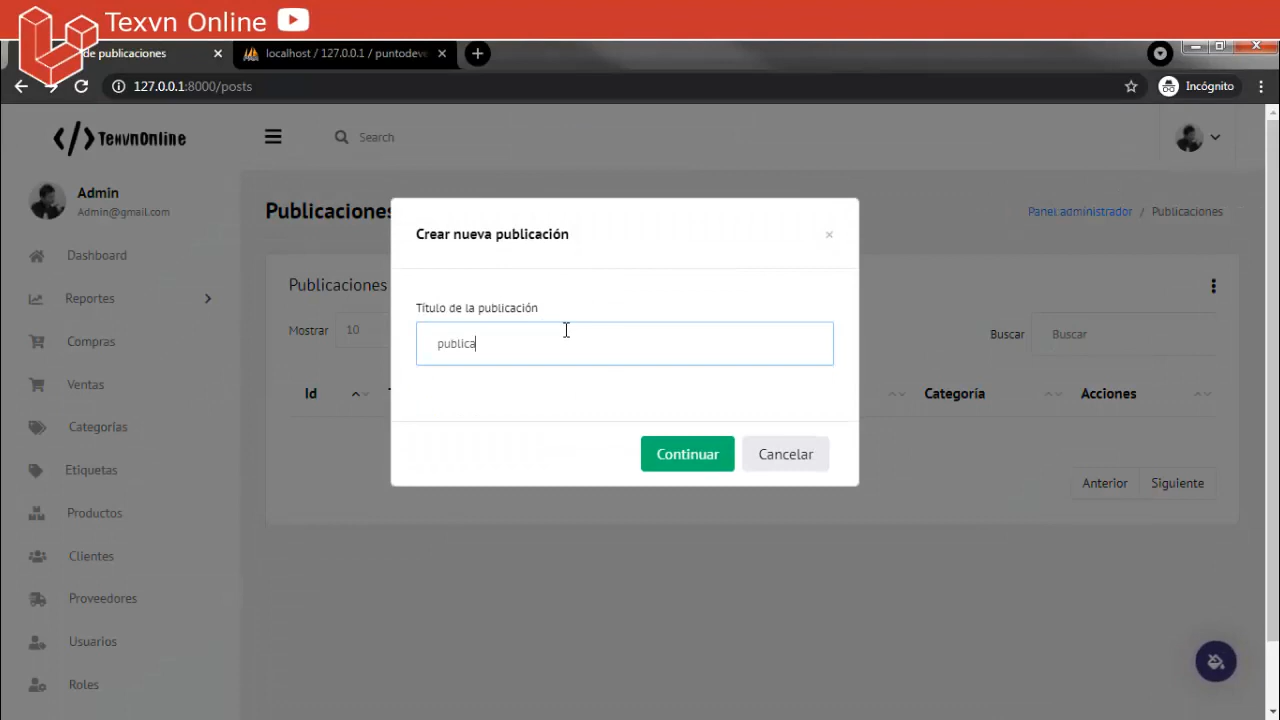 Texvn Online
de publicaciones
localhost / 127.0.0.1 / puntodeve
127.0.0.1:8000/posts
Incógnito
TexvnOnline
Search
Admin
Admin@gmail.com
Dashboard
Reportes
Compras
Ventas
Categorías
Etiquetas
Productos
Clientes
Proveedores
Usuarios
Roles
Publicaciones
Panel administrador / Publicaciones
Publicaciones
Mostrar 10
Buscar Buscar
Id
Categoría
Acciones
Anterior Siguiente
Crear nueva publicación
×
Título de la publicación
publica
Continuar Cancelar